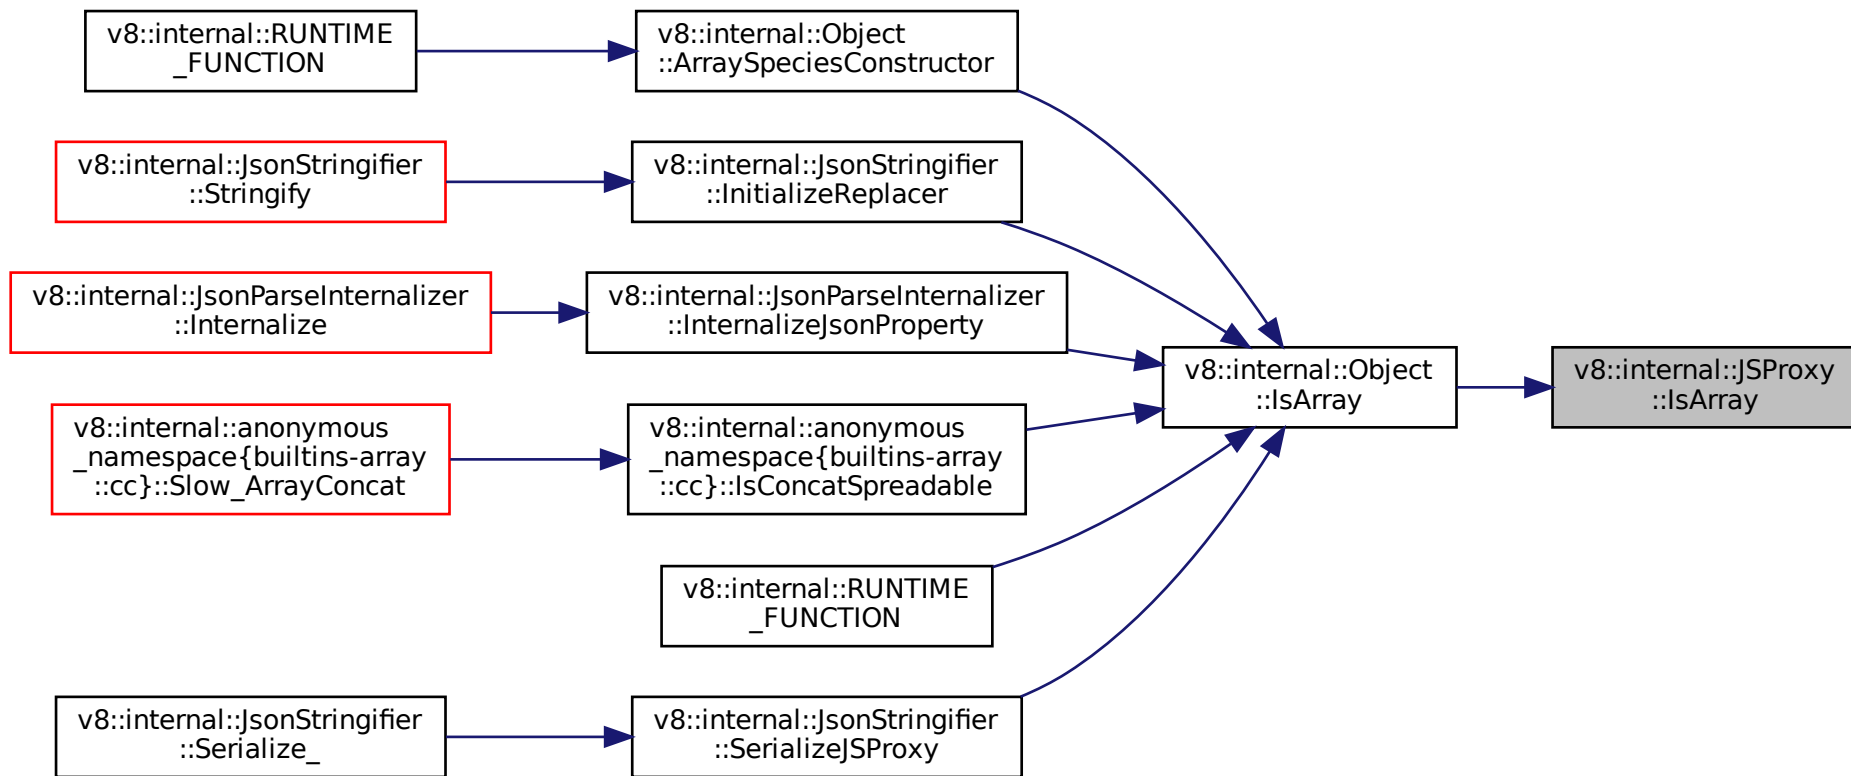 v8::internal::RUNTIME
_FUNCTION
v8::internal::Object
::ArraySpeciesConstructor
v8::internal::JsonStringifier
::Stringify
v8::internal::JsonStringifier
::InitializeReplacer
v8::internal::JsonParseInternalizer
::Internalize
v8::internal::JsonParseInternalizer
::InternalizeJsonProperty
v8::internal::Object
::IsArray
v8::internal::JSProxy
::IsArray
v8::internal::anonymous
_namespace{builtins-array
::cc}::Slow_ArrayConcat
v8::internal::anonymous
_namespace{builtins-array
::cc}::IsConcatSpreadable
v8::internal::RUNTIME
_FUNCTION
v8::internal::JsonStringifier
::Serialize_
v8::internal::JsonStringifier
::SerializeJSProxy